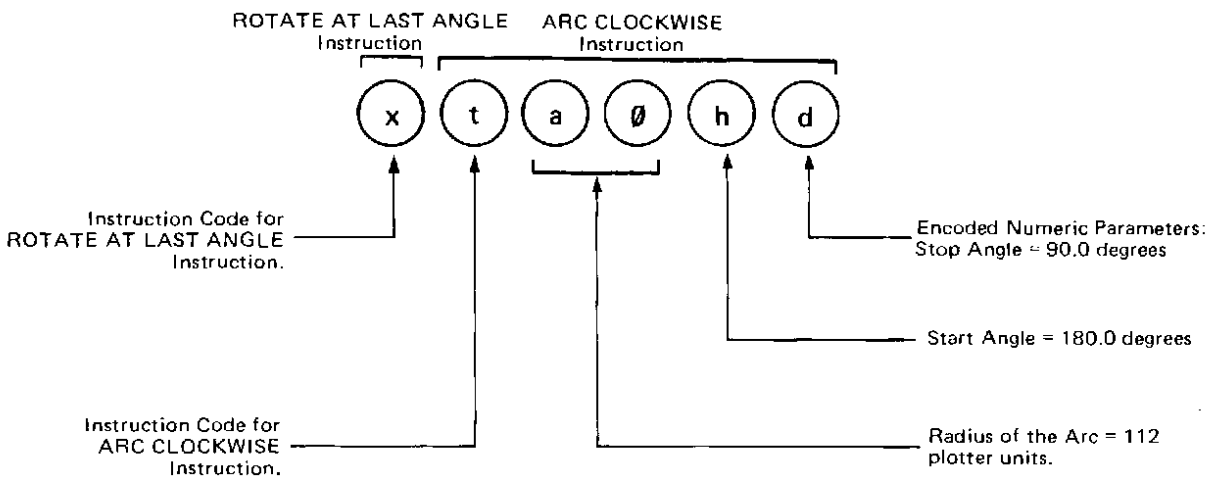 ROTATE AT LAST ANGLE
Instruction
ARC CLOCKWISE
Instruction
x t a Ø h d
Instruction Code for
ROTATE AT LAST ANGLE
Instruction.
Encoded Numeric Parameters:
Stop Angle = 90.0 degrees
Start Angle = 180.0 degrees
Instruction Code for
ARC CLOCKWISE
Instruction.
Radius of the Arc = 112
plotter units.